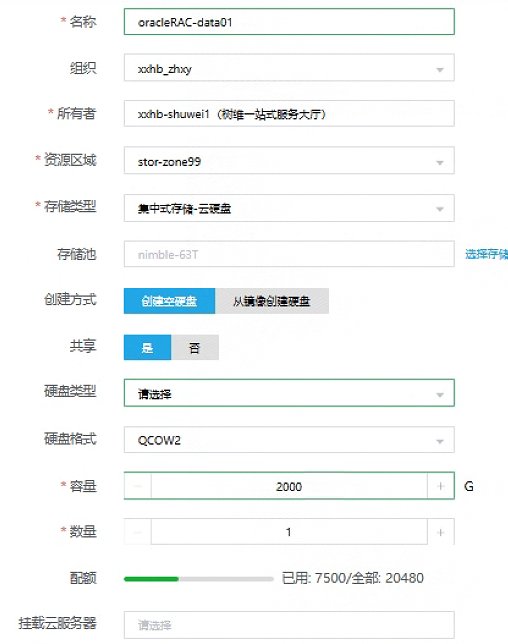 * 名称 oracleRAC-data01
组织 xxhb_zhxy
* 所有者 xxhb-shuwei1（树维一站式服务大厅）
* 资源区域 stor-zone99
* 存储类型 集中式存储-云硬盘
存储池 nimble-63T 选择存储
创建方式 创建空硬盘 从镜像创建硬盘
共享 是 否
硬盘类型 请选择
硬盘格式 QCOW2
* 容量 − 2000 + G
* 数量 − 1 +
配额 已用: 7500/全部: 20480
挂载云服务器 请选择